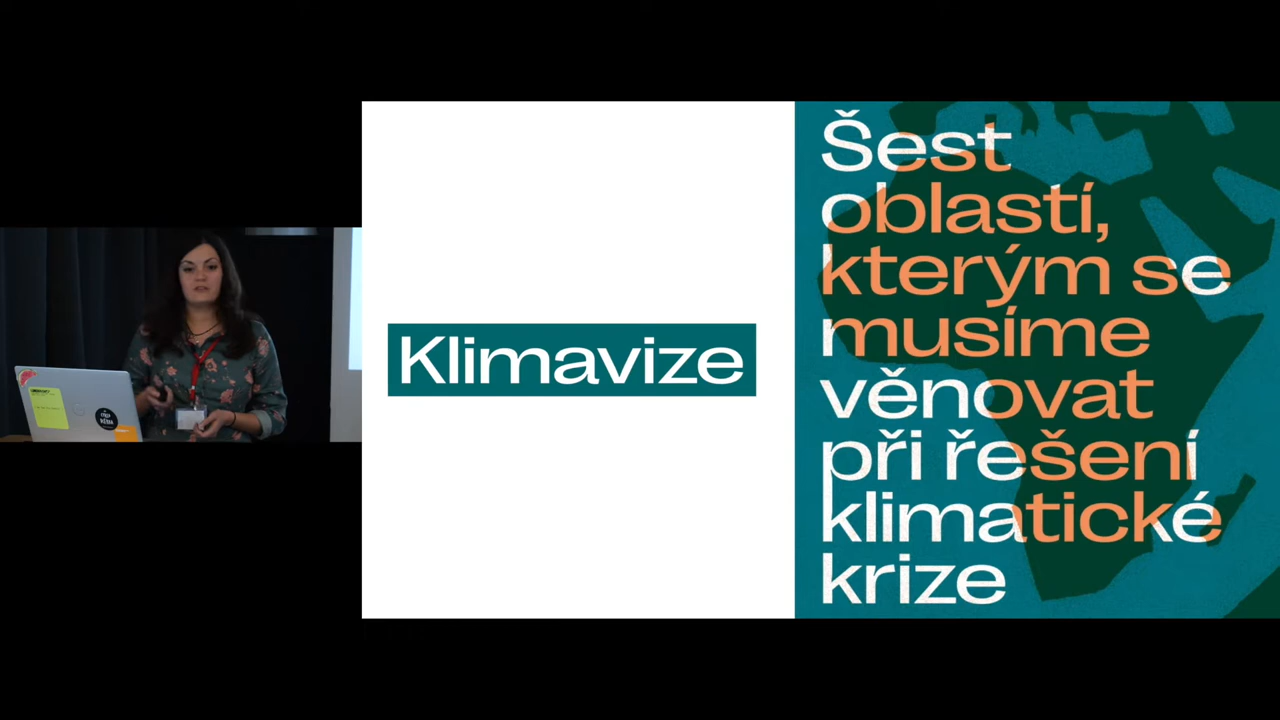 Klimavize
Šest
oblastí,
kterým se
musíme
věnovat
při řešení
klimatické
krize